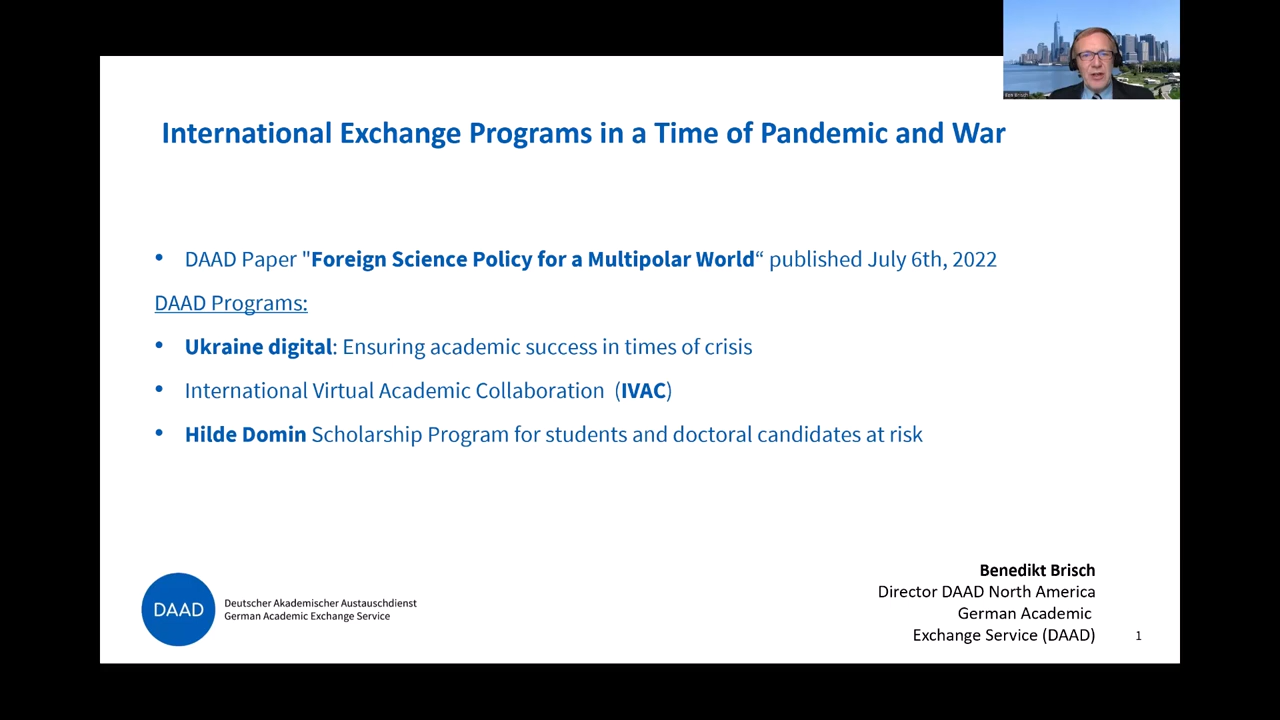 International Exchange Programs in a Time of Pandemic and War
• DAAD Paper "Foreign Science Policy for a Multipolar World“ published July 6th, 2022
DAAD Programs:
• Ukraine digital: Ensuring academic success in times of crisis
• International Virtual Academic Collaboration (IVAC)
• Hilde Domin Scholarship Program for students and doctoral candidates at risk
DAAD
Deutscher Akademischer Austauschdienst
German Academic Exchange Service
Benedikt Brisch
Director DAAD North America
German Academic
Exchange Service (DAAD)
1